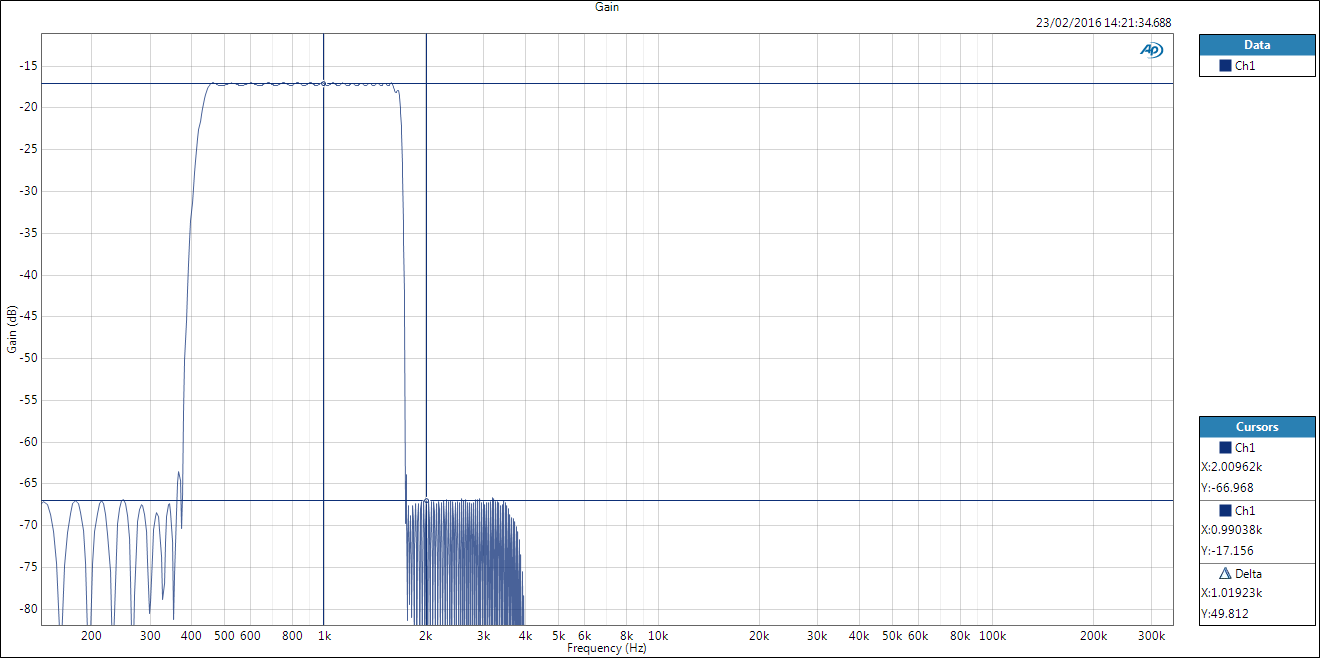 Gain
23/02/2016 14:21:34.688
AP
Data
Ch1
-15
-20
-25
-30
-35
-40
-45
-50
-55
-60
-65
-70
-75
-80
Gain (dB)
200 300 400 500 600 800 1k 2k 3k 4k 5k 6k 8k 10k 20k 30k 40k 50k 60k 80k 100k 200k 300k
Frequency (Hz)
Cursors
Ch1
X:2.00962k
Y:-66.968
Ch1
X:0.99038k
Y:-17.156
Delta
X:1.01923k
Y:49.812